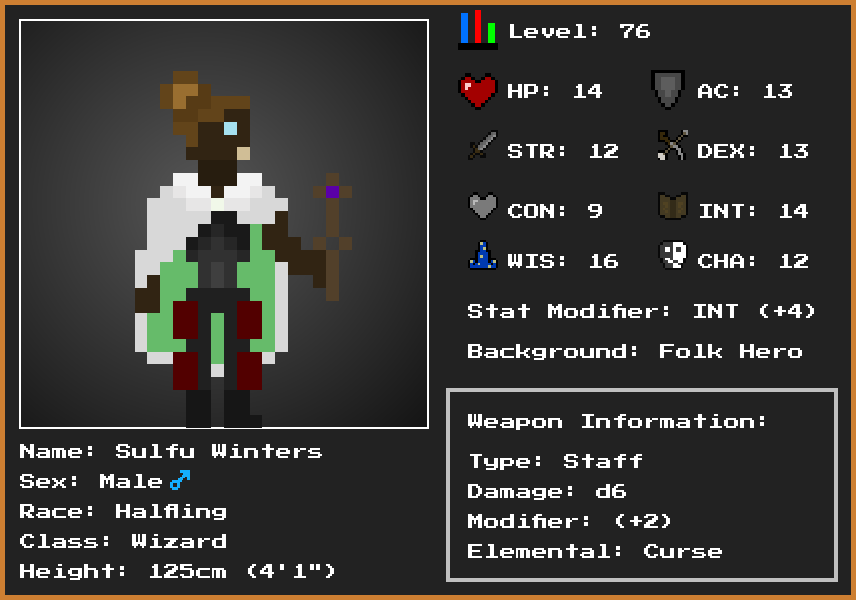 Level: 76
HP: 14 AC: 13
STR: 12 DEX: 13
CON: 9 INT: 14
WIS: 16 CHA: 12
Stat Modifier: INT (+4)
Background: Folk Hero
Weapon Information:
Type: Staff
Damage: d6
Modifier: (+2)
Elemental: Curse
Name: Sulfu Winters
Sex: Male♂
Race: Halfling
Class: Wizard
Height: 125cm (4'1")